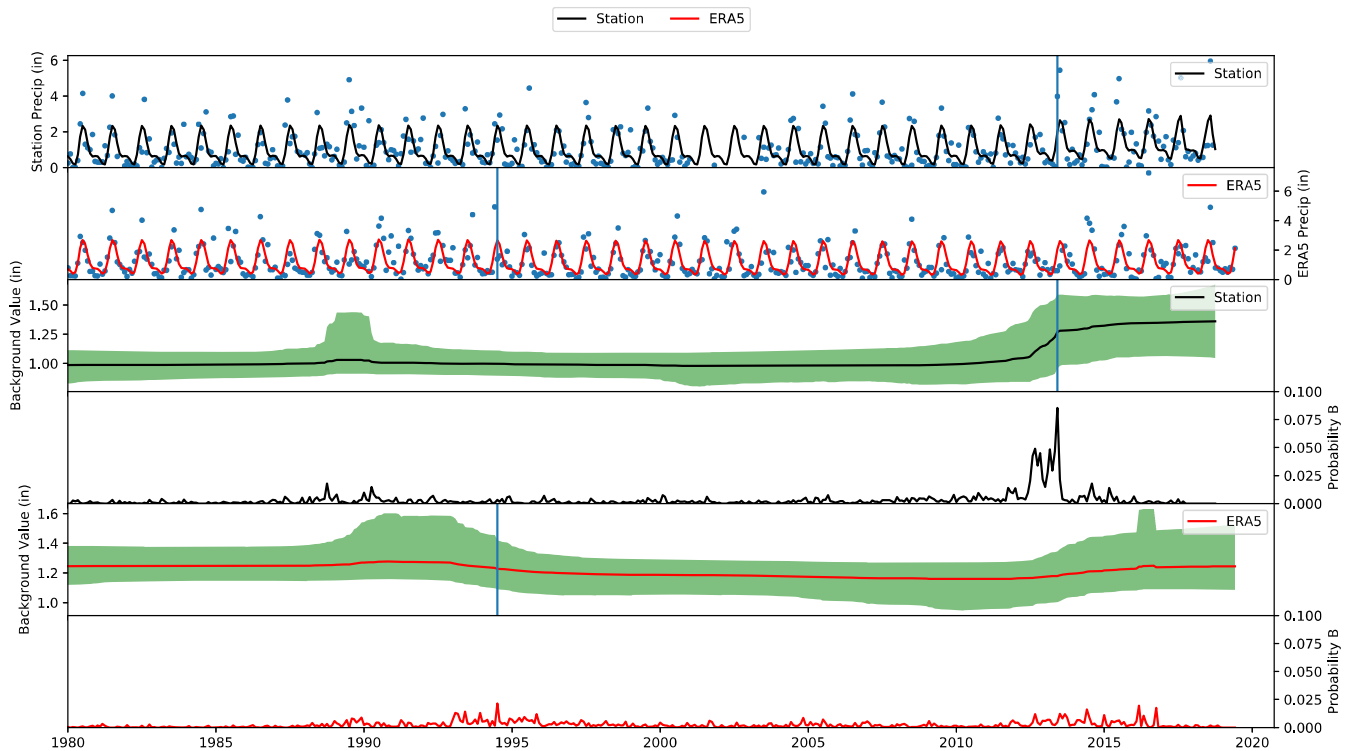 Station ERA5
Station Precip (in)
6
4
2
0
Station
ERA5 Precip (in)
6
4
2
0
ERA5
Background Value (in)
1.50
1.25
1.00
Station
Probability B
0.100
0.075
0.050
0.025
0.000
Background Value (in)
1.6
1.4
1.2
1.0
ERA5
Probability B
0.100
0.075
0.050
0.025
0.000
1980 1985 1990 1995 2000 2005 2010 2015 2020